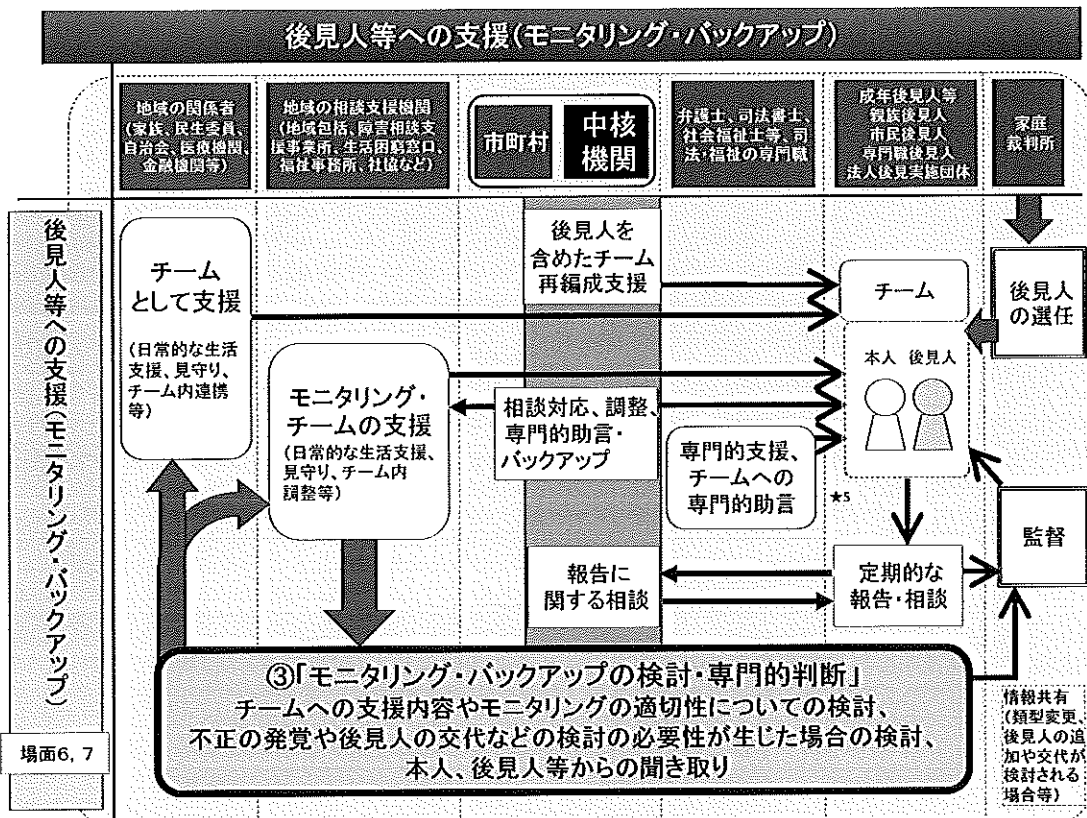 後見人等への支援(モニタリング・バックアップ)
地域の関係者
(家族、民生委員、
自治会、医療機関、
金融機関等)
地域の相談支援機関
(地域包括、障害相談支
援事業所、生活困窮窓口、
福祉事務所、社協など)
市町村
中核
機関
弁護士、司法書士、
社会福祉士等、司
法・福祉の専門職
成年後見人等
親族後見人
市民後見人
専門職後見人
法人後見実施団体
家庭
裁判所
後見人等への支援(モニタリング・バックアップ)
場面6, 7
チーム
として支援
(日常的な生活
支援、見守り、
チーム内連携
等)
モニタリング・
チームの支援
(日常的な生活支援、
見守り、チーム内
調整等)
後見人を
含めたチーム
再編成支援
相談対応、調整、
専門的助言・
バックアップ
専門的支援、
チームへの
専門的助言
★5
チーム
本人 後見人
後見人
の選任
監督
報告に
関する相談
定期的な
報告・相談
③「モニタリング・バックアップの検討・専門的判断」
チームへの支援内容やモニタリングの適切性についての検討、
不正の発覚や後見人の交代などの検討の必要性が生じた場合の検討、
本人、後見人等からの聞き取り
情報共有
(類型変更、
後見人の追
加や交代が
検討される
場合等)